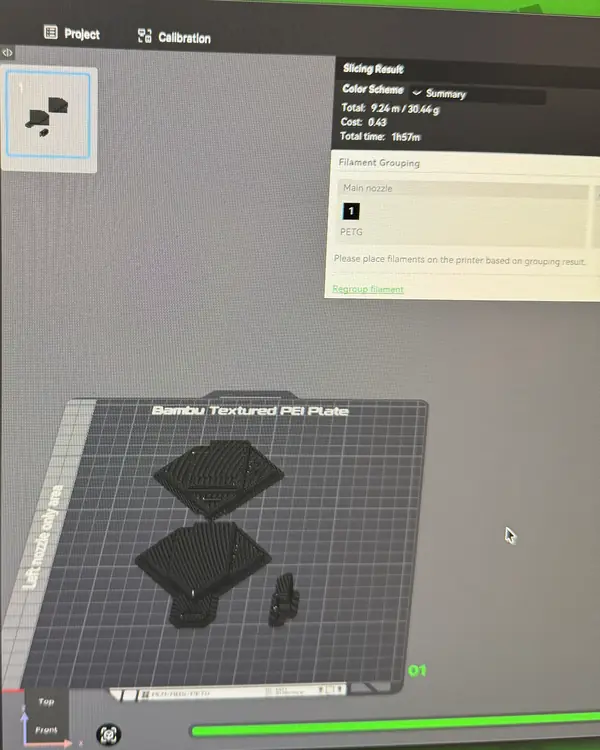 Project
Calibration
1
Slicing Result
Color Scheme Summary
Total: 9.24 m / 30.44 g
Cost: 0.43
Total time: 1h57m
Filament Grouping
Main nozzle
1
PETG
Please place filaments on the printer based on grouping result.
Regroup filament
Bambu Textured PEI Plate
Left nozzle only area
01
Top
Front
x